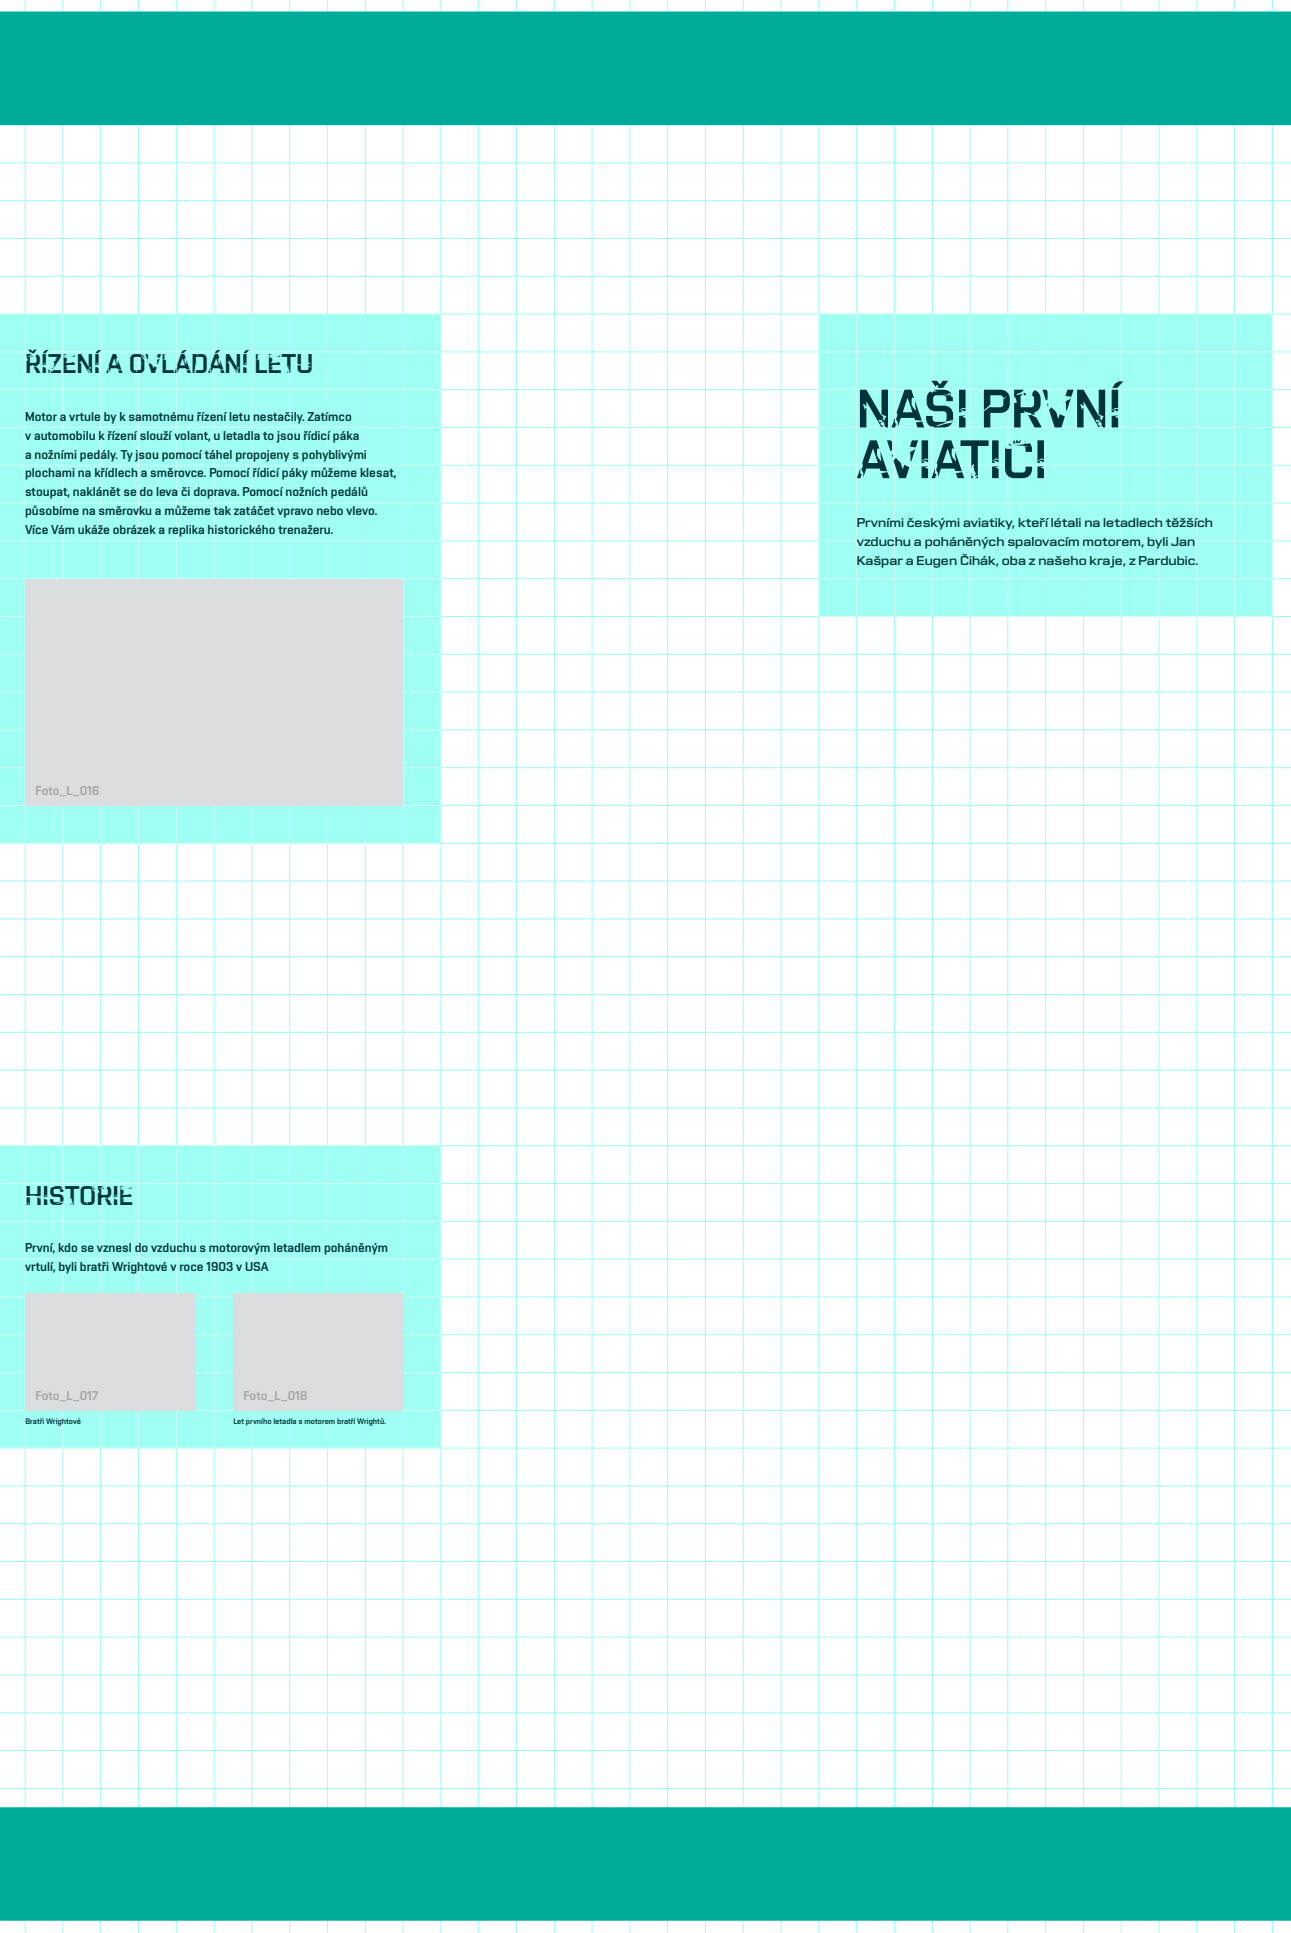 ŘÍZENÍ A OVLÁDÁNÍ LETU
Motor a vrtule by k samotnému řízení letu nestačily. Zatímco
v automobilu k řízení slouží volant, u letadla to jsou řídicí páka
a nožními pedály. Ty jsou pomocí táhel propojeny s pohyblivými
plochami na křídlech a směrovce. Pomocí řídicí páky můžeme klesat,
stoupat, naklánět se do leva či doprava. Pomocí nožních pedálů
působíme na směrovku a můžeme tak zatáčet vpravo nebo vlevo.
Více Vám ukáže obrázek a replika historického trenažeru.
Foto_L_016
HISTORIE
První, kdo se vznesl do vzduchu s motorovým letadlem poháněným
vrtulí, byli bratři Wrightové v roce 1903 v USA
Foto_L_017
Foto_L_018
Bratři Wrightové
Let prvního letadla s motorem bratří Wrightů.
NAŠI PRVNÍ
AVIATICI
Prvními českými aviatiky, kteří létali na letadlech těžších
vzduchu a poháněných spalovacím motorem, byli Jan
Kašpar a Eugen Čihák, oba z našeho kraje, z Pardubic.